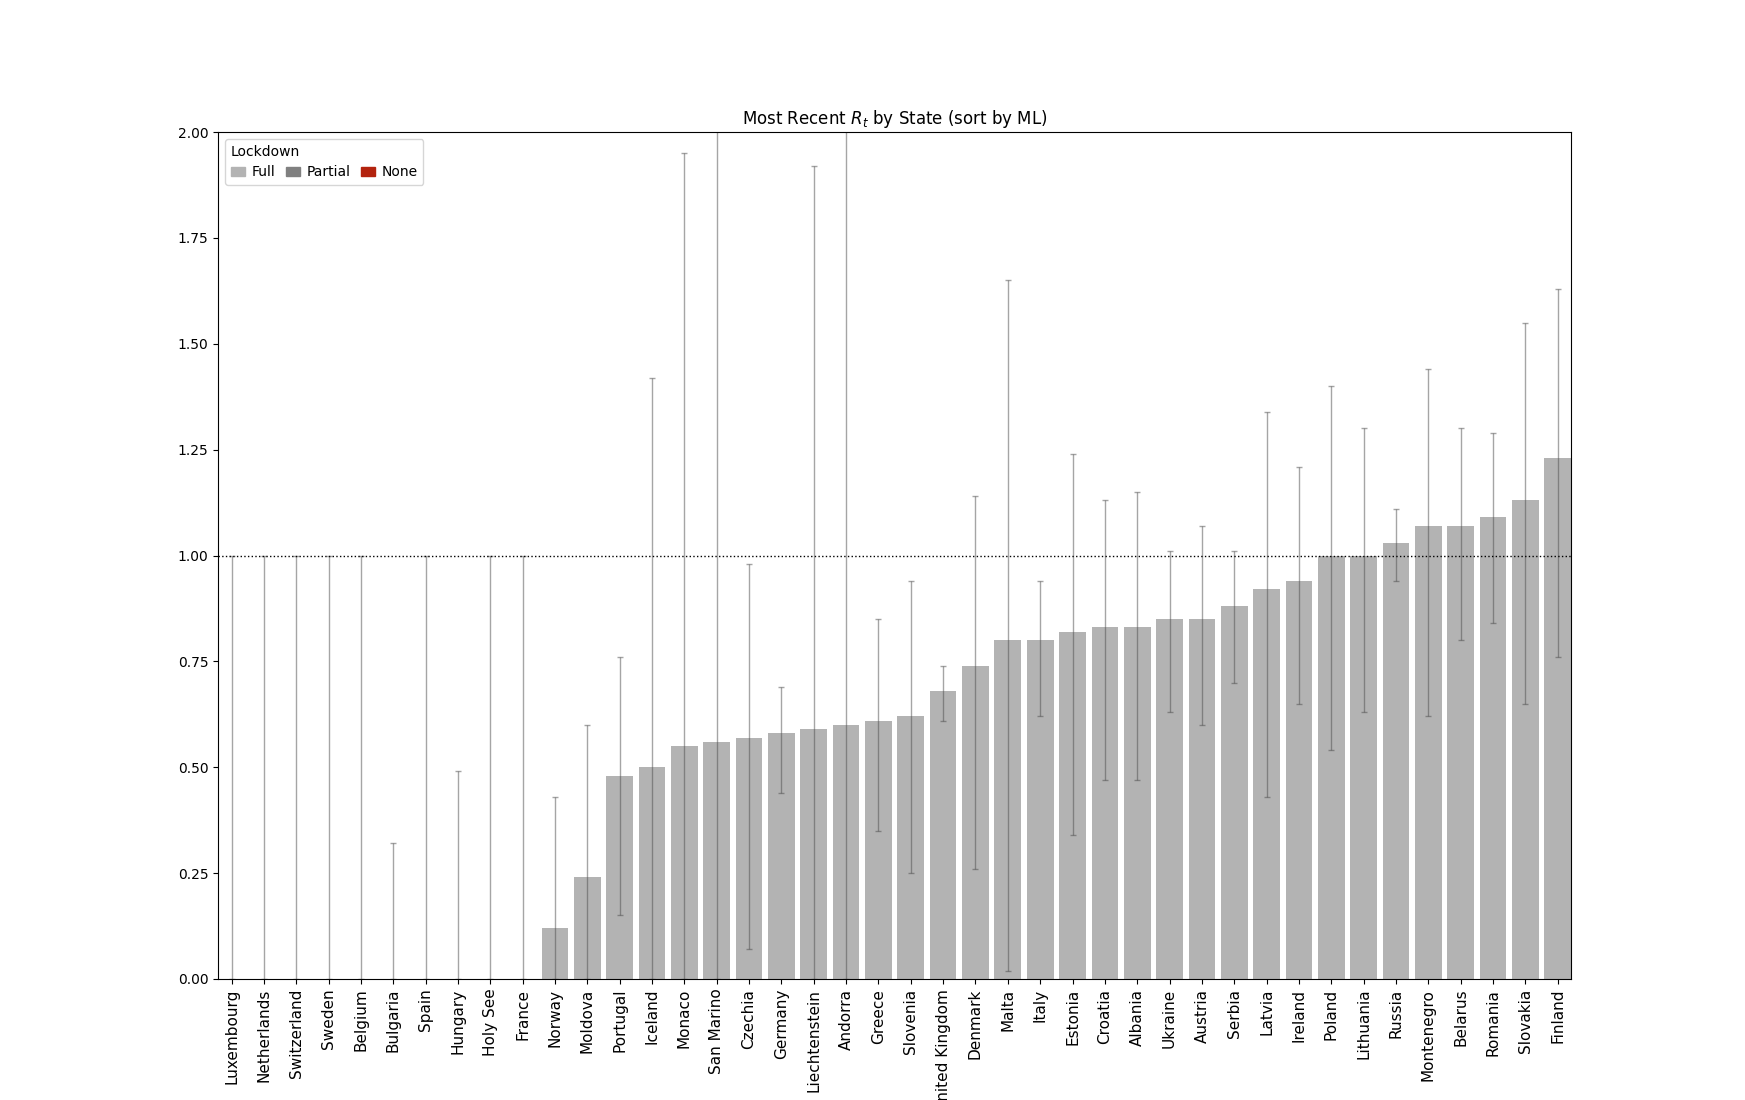 Most Recent Rt by State (sort by ML)
Lockdown
Full Partial None
2.00
1.75
1.50
1.25
1.00
0.75
0.50
0.25
0.00
Luxembourg
Netherlands
Switzerland
Sweden
Belgium
Bulgaria
Spain
Hungary
Holy See
France
Norway
Moldova
Portugal
Iceland
Monaco
San Marino
Czechia
Germany
Liechtenstein
Andorra
Greece
Slovenia
nited Kingdom
Denmark
Malta
Italy
Estonia
Croatia
Albania
Ukraine
Austria
Serbia
Latvia
Ireland
Poland
Lithuania
Russia
Montenegro
Belarus
Romania
Slovakia
Finland